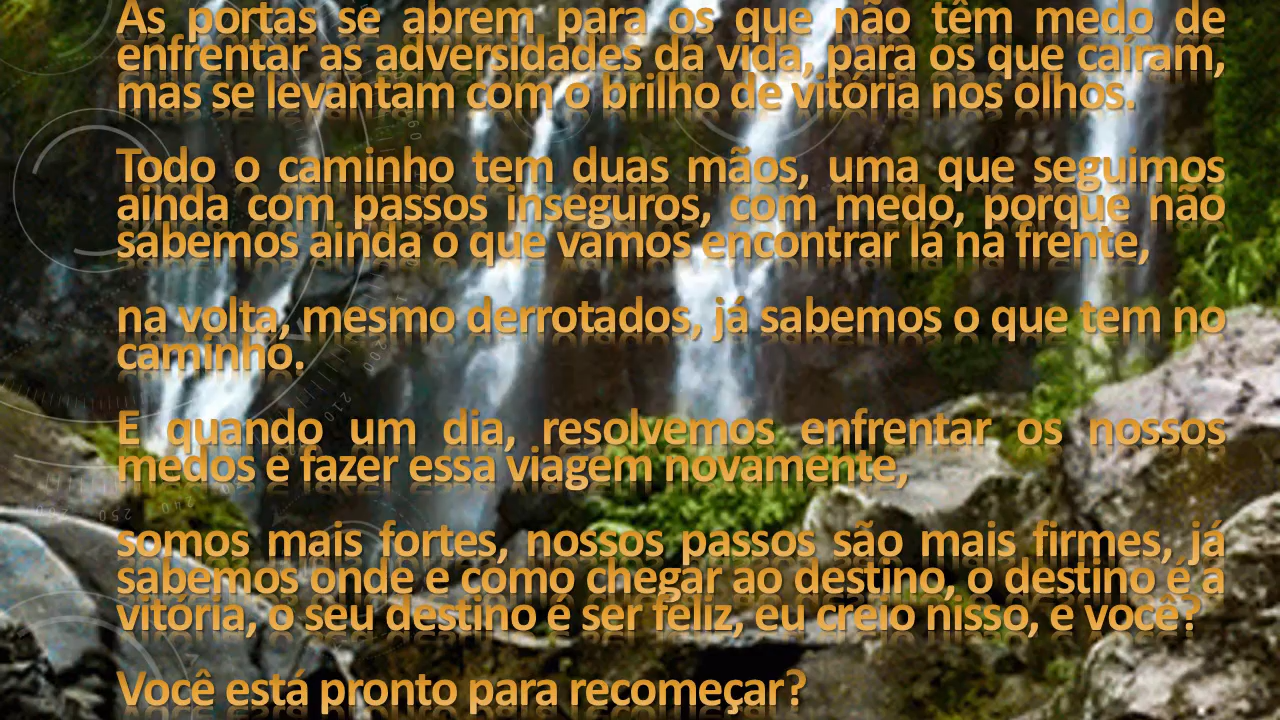 As portas se abrem para os que não têm medo de
enfrentar as adversidades da vida, para os que caíram,
mas se levantam com o brilho de vitória nos olhos.
Todo o caminho tem duas mãos, uma que seguimos
ainda com passos inseguros, com medo, porque não
sabemos ainda o que vamos encontrar lá na frente,
na volta, mesmo derrotados, já sabemos o que tem no
caminho.
E quando um dia, resolvemos enfrentar os nossos
medos e fazer essa viagem novamente,
somos mais fortes, nossos passos são mais firmes, já
sabemos onde e como chegar ao destino, o destino é a
vitória, o seu destino é ser feliz, eu creio nisso, e você?
Você está pronto para recomeçar?